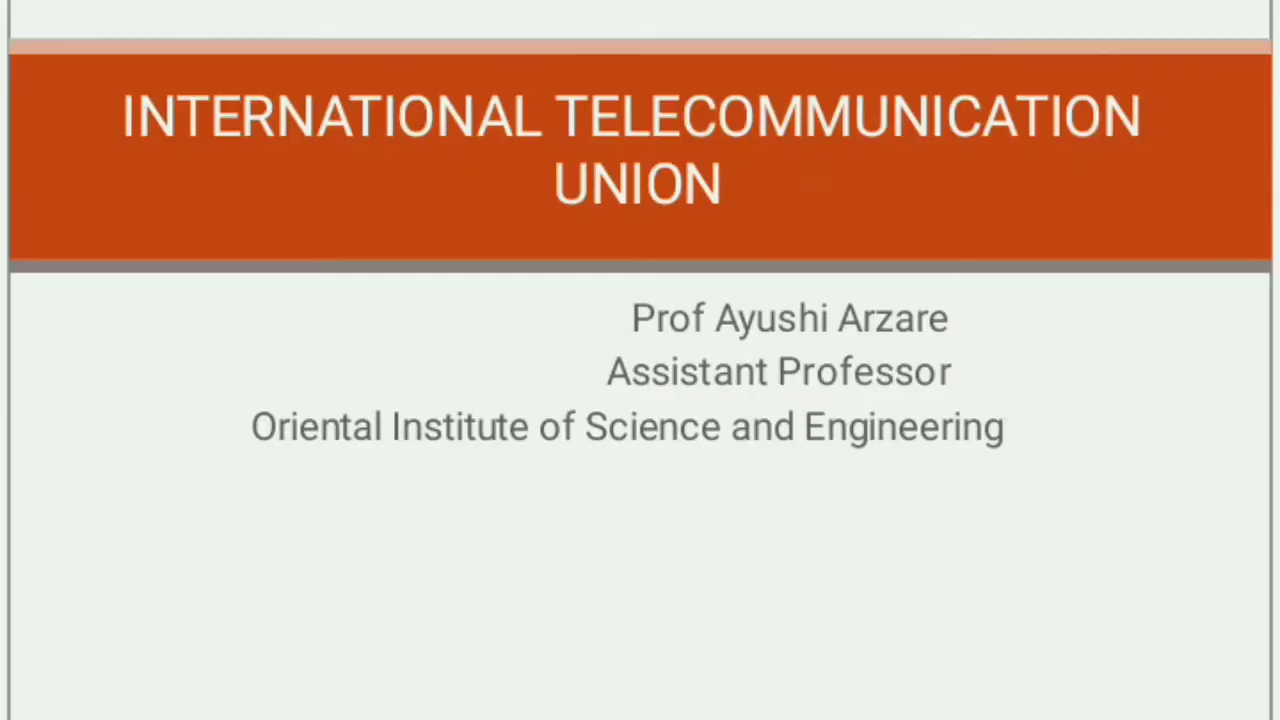 INTERNATIONAL TELECOMMUNICATION
UNION
Prof Ayushi Arzare
Assistant Professor
Oriental Institute of Science and Engineering